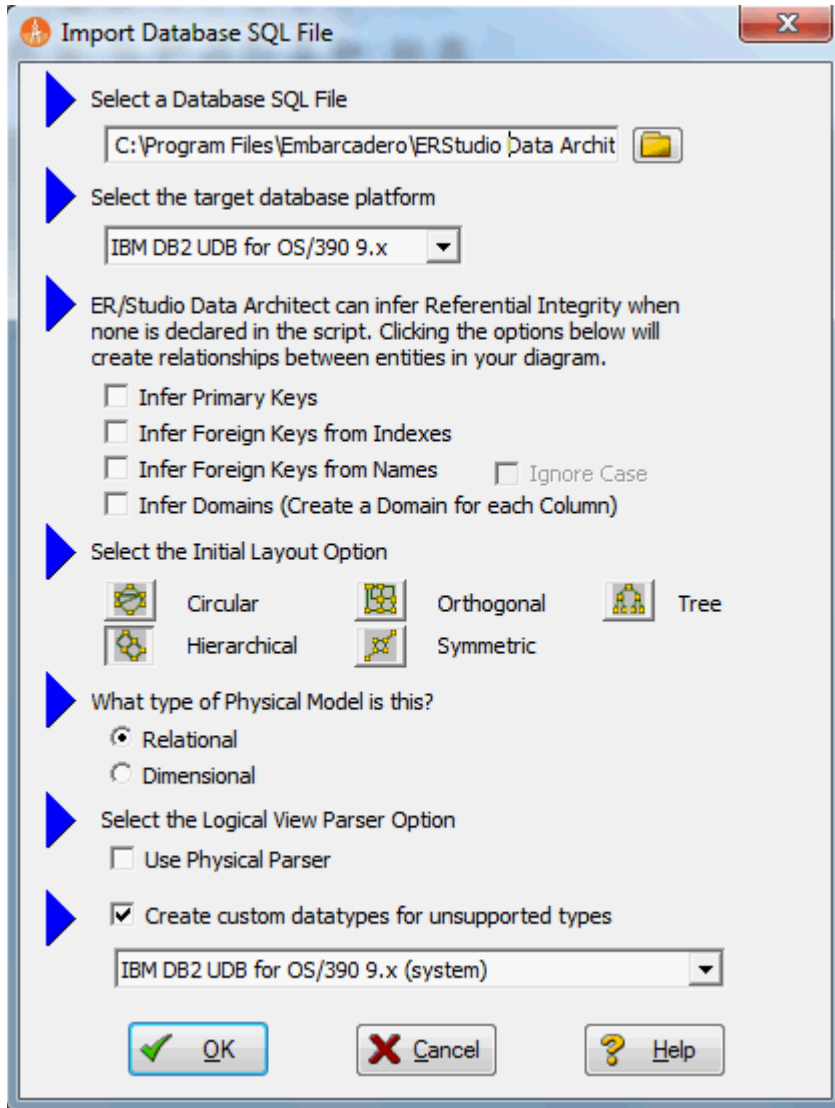 Import Database SQL File
Select a Database SQL File
C:\Program Files\Embarcadero\ERStudio Data Archit
Select the target database platform
IBM DB2 UDB for OS/390 9.x
ER/Studio Data Architect can infer Referential Integrity when
none is declared in the script. Clicking the options below will
create relationships between entities in your diagram.
Infer Primary Keys
Infer Foreign Keys from Indexes
Infer Foreign Keys from Names Ignore Case
Infer Domains (Create a Domain for each Column)
Select the Initial Layout Option
Circular Orthogonal Tree
Hierarchical Symmetric
What type of Physical Model is this?
Relational
Dimensional
Select the Logical View Parser Option
Use Physical Parser
Create custom datatypes for unsupported types
IBM DB2 UDB for OS/390 9.x (system)
OK Cancel Help